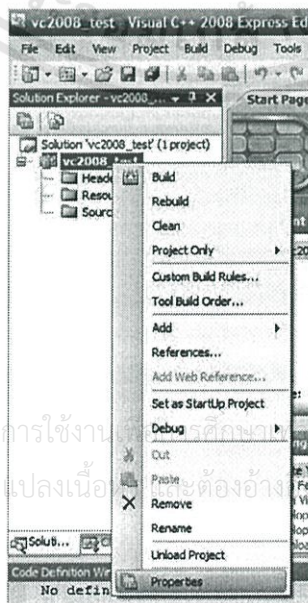 vc2008_test Visual C++ 2008 Express Ed
File Edit View Project Build Debug Tools
Solution Explorer - vc2008_...
Start Pag
Solution 'vc2008_test' (1 project)
vc2008_test
Heade
Resou
Sourc
Build
Rebuild
Clean
Project Only
Custom Build Rules...
Tool Build Order...
Add
References...
Add Web Reference...
Set as StartUp Project
Debug
Cut
Paste
Remove
Rename
Unload Project
Properties
Soluti...
Code Definition Wi
No defin